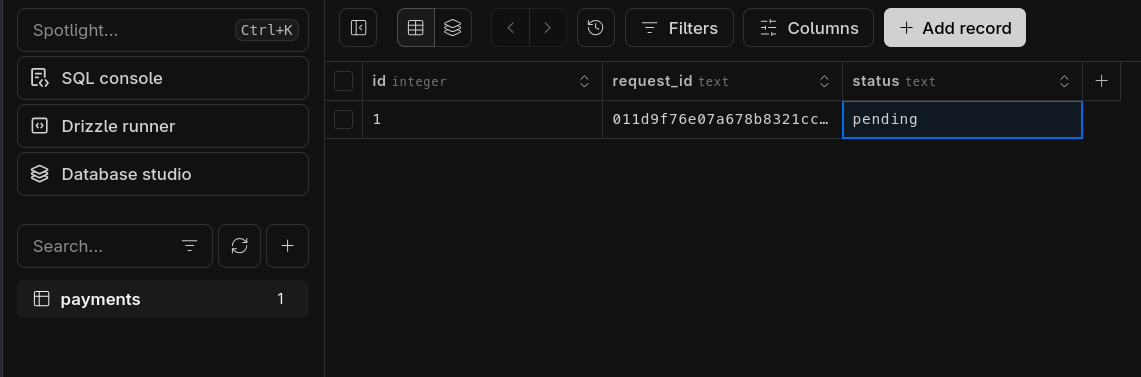 Spotlight... Ctrl+K
SQL console
Drizzle runner
Database studio
Search...
payments 1
Filters Columns + Add record
id integer request_id text status text +
1 011d9f76e07a678b8321cc… pending